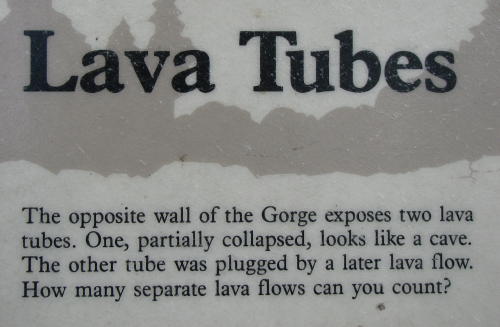 Lava Tubes
The opposite wall of the Gorge exposes two lava
tubes. One, partially collapsed, looks like a cave.
The other tube was plugged by a later lava flow.
How many separate lava flows can you count?